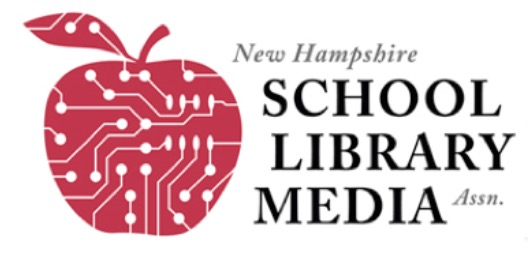 New Hampshire
SCHOOL
LIBRARY
MEDIA Assn.